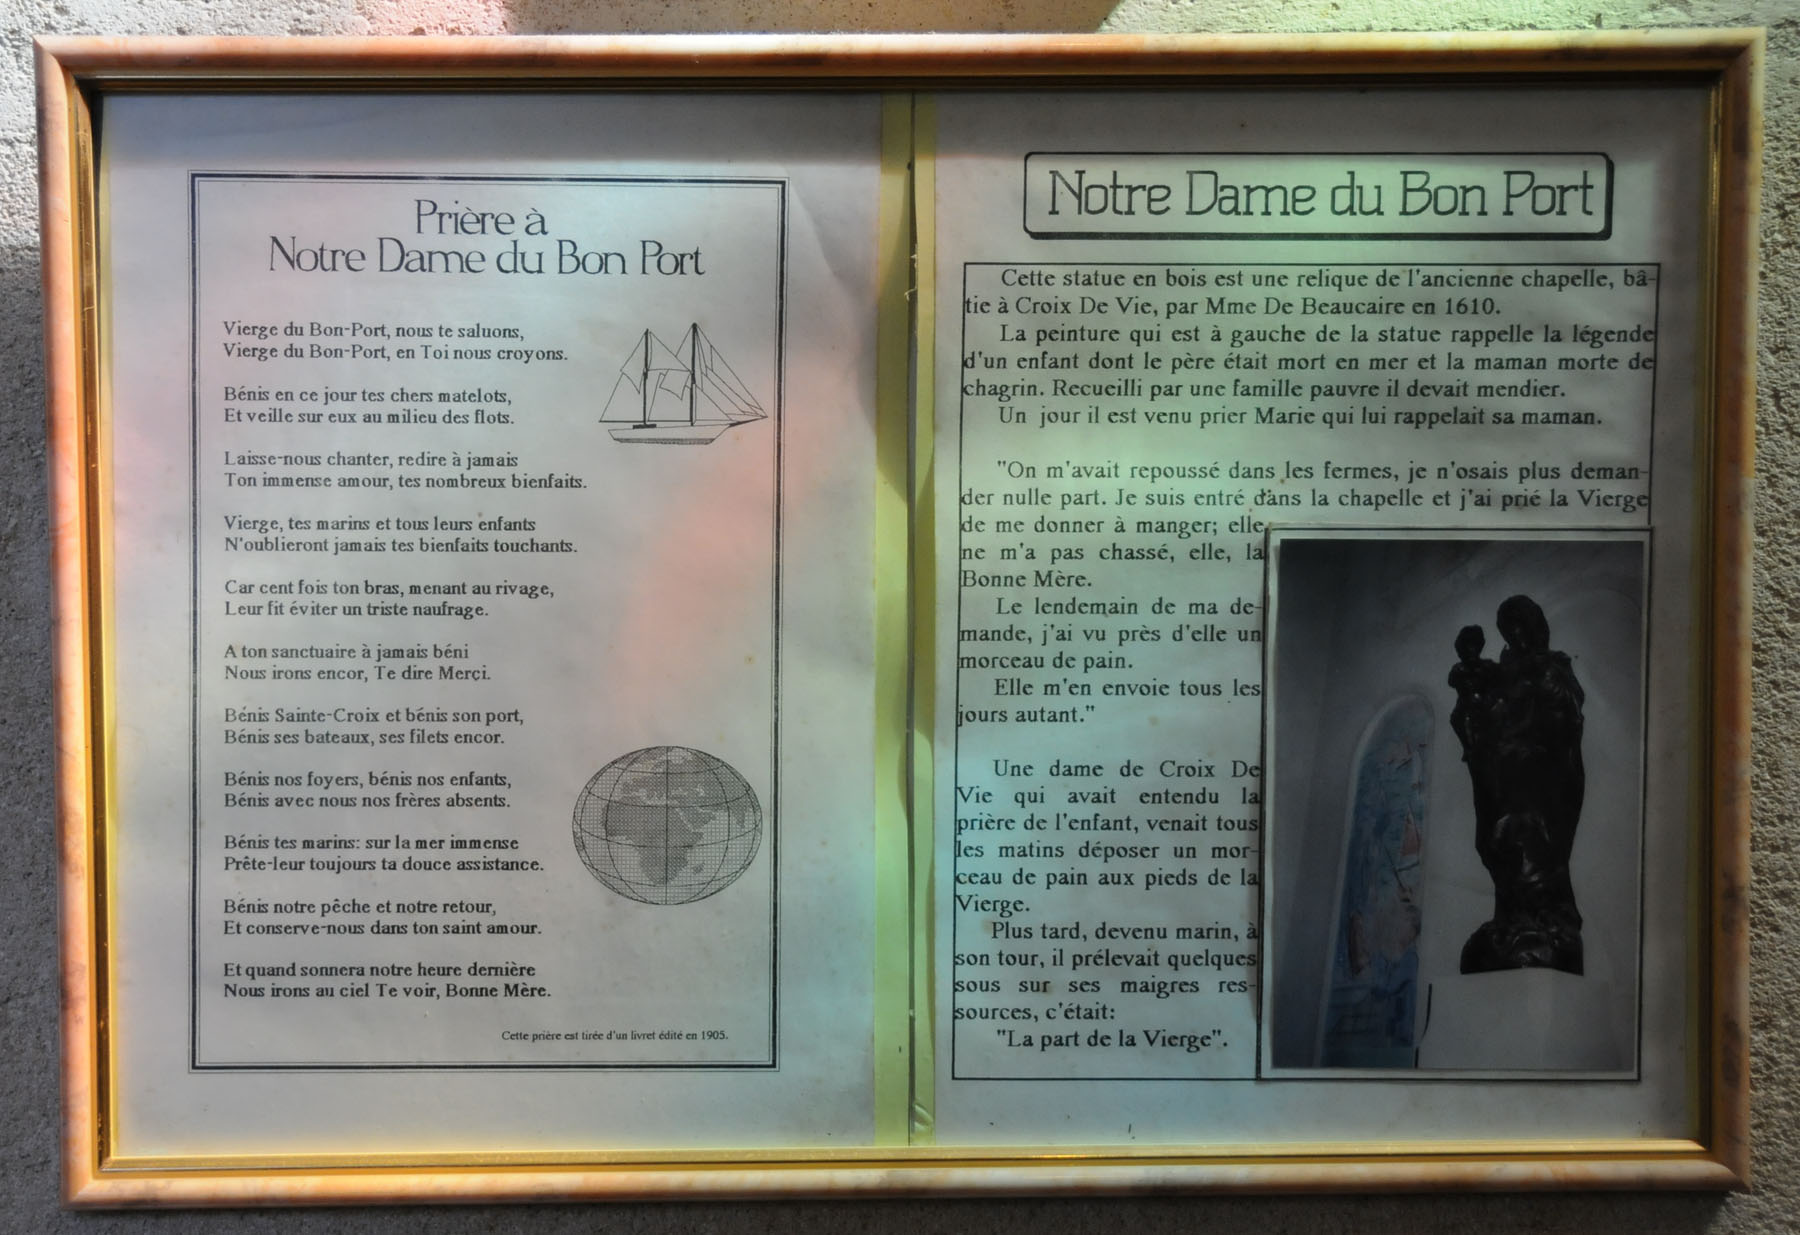 Prière à
Notre Dame du Bon Port
Vierge du Bon-Port, nous te saluons,
Vierge du Bon-Port, en Toi nous croyons.
Bénis en ce jour tes chers matelots,
Et veille sur eux au milieu des flots.
Laisse-nous chanter, redire à jamais
Ton immense amour, tes nombreux bienfaits.
Vierge, tes marins et tous leurs enfants
N'oublieront jamais tes bienfaits touchants.
Car cent fois ton bras, menant au rivage,
Leur fit éviter un triste naufrage.
A ton sanctuaire à jamais béni
Nous irons encor, Te dire Merci.
Bénis Sainte-Croix et bénis son port,
Bénis ses bateaux, ses filets encor.
Bénis nos foyers, bénis nos enfants,
Bénis avec nous nos frères absents.
Bénis tes marins: sur la mer immense
Prête-leur toujours ta douce assistance.
Bénis notre pêche et notre retour,
Et conserve-nous dans ton saint amour.
Et quand sonnera notre heure dernière
Nous irons au ciel Te voir, Bonne Mère.
Cette prière est tirée d'un livret édité en 1905.
Notre Dame du Bon Port
Cette statue en bois est une relique de l'ancienne chapelle, bâ-
tie à Croix De Vie, par Mme De Beaucaire en 1610.
La peinture qui est à gauche de la statue rappelle la légende
d'un enfant dont le père était mort en mer et la maman morte de
chagrin. Recueilli par une famille pauvre il devait mendier.
Un jour il est venu prier Marie qui lui rappelait sa maman.
"On m'avait repoussé dans les fermes, je n'osais plus deman-
der nulle part. Je suis entré dans la chapelle et j'ai prié la Vierge
de me donner à manger; elle
ne m'a pas chassé, elle, la
Bonne Mère.
Le lendemain de ma de-
mande, j'ai vu près d'elle un
morceau de pain.
Elle m'en envoie tous les
jours autant."
Une dame de Croix De
Vie qui avait entendu la
prière de l'enfant, venait tous
les matins déposer un mor-
ceau de pain aux pieds de la
Vierge.
Plus tard, devenu marin, à
son tour, il prélevait quelques
sous sur ses maigres res-
sources, c'était:
"La part de la Vierge".